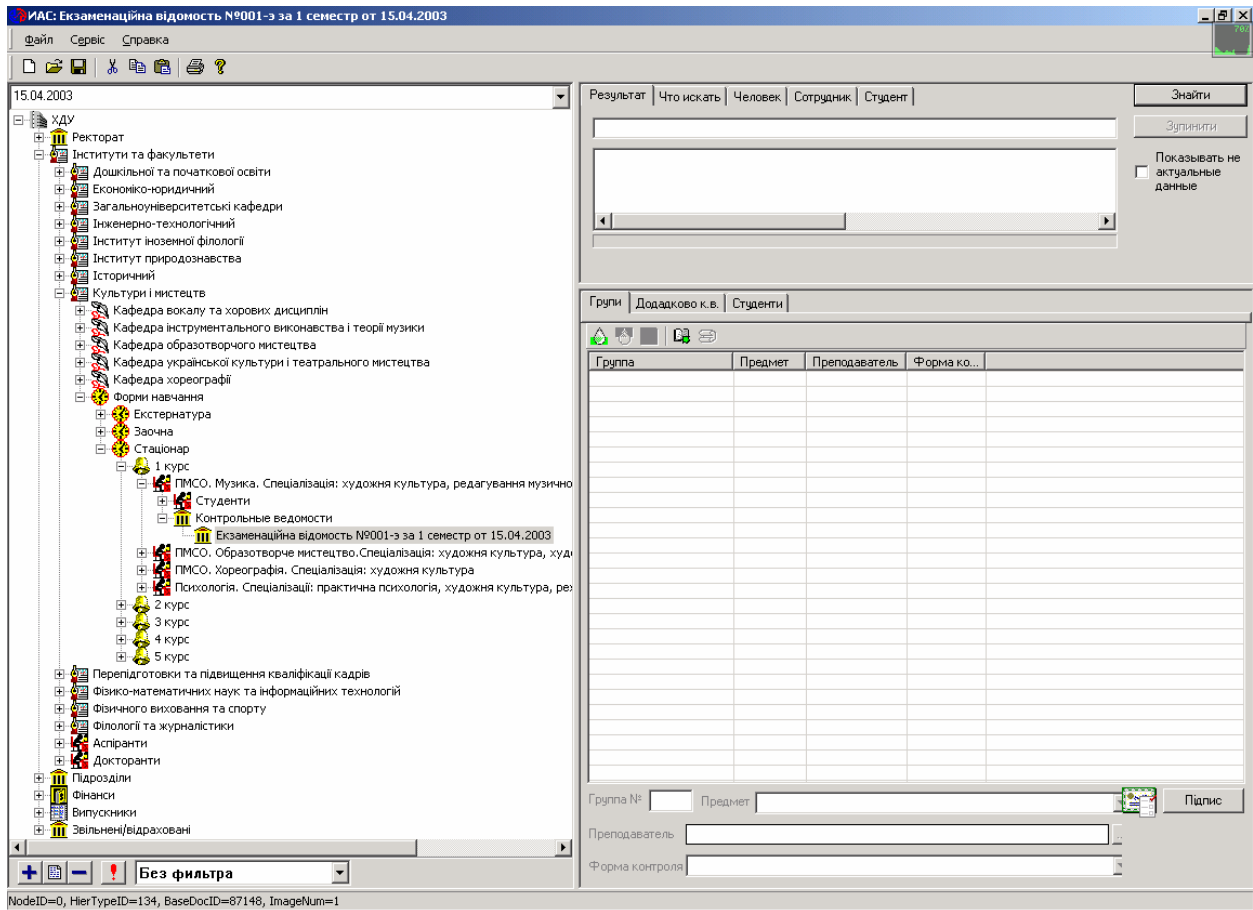 ИАС: Екзаменаційна відомость №001-э за 1 семестр от 15.04.2003
Файл Сервіс Справка
70%
15.04.2003
ХДУ
Ректорат
Інститути та факультети
Дошкільної та початкової освіти
Економіко-юридичний
Загальноуніверситетські кафедри
Інженерно-технологічний
Інститут іноземної філології
Інститут природознавства
Історичний
Культури і мистецтв
Кафедра вокалу та хорових дисциплін
Кафедра інструментального виконавства і теорії музики
Кафедра образотворчого мистецтва
Кафедра української культури і театрального мистецтва
Кафедра хореографії
Форми навчання
Екстернатура
Заочна
Стаціонар
1 курс
ПМСО. Музика. Спеціалізація: художня культура, редагування музично
Студенти
Контрольные ведомости
Екзаменаційна відомость №001-э за 1 семестр от 15.04.2003
ПМСО. Образотворче мистецтво.Спеціалізація: художня культура, худ
ПМСО. Хореографія. Спеціалізація: художня культура
Психологія. Спеціалізації: практична психологія, художня культура, ре
2 курс
3 курс
4 курс
5 курс
Перепідготовки та підвищення кваліфікації кадрів
Фізико-математичних наук та інформаційних технологій
Фізичного виховання та спорту
Філології та журналістики
Аспіранти
Докторанти
Підрозділи
Фінанси
Випускники
Звільнені/відраховані
Без фильтра
Результат Что искать Человек Сотрудник Студент
Знайти
Зупинити
Показывать не
актуальные
данные
Групи Додадково к.в. Студенти
Группа Предмет Преподаватель Форма ко...
Группа № Предмет Підпис
Преподаватель ...
Форма контроля
NodeID=0, HierTypeID=134, BaseDocID=87148, ImageNum=1